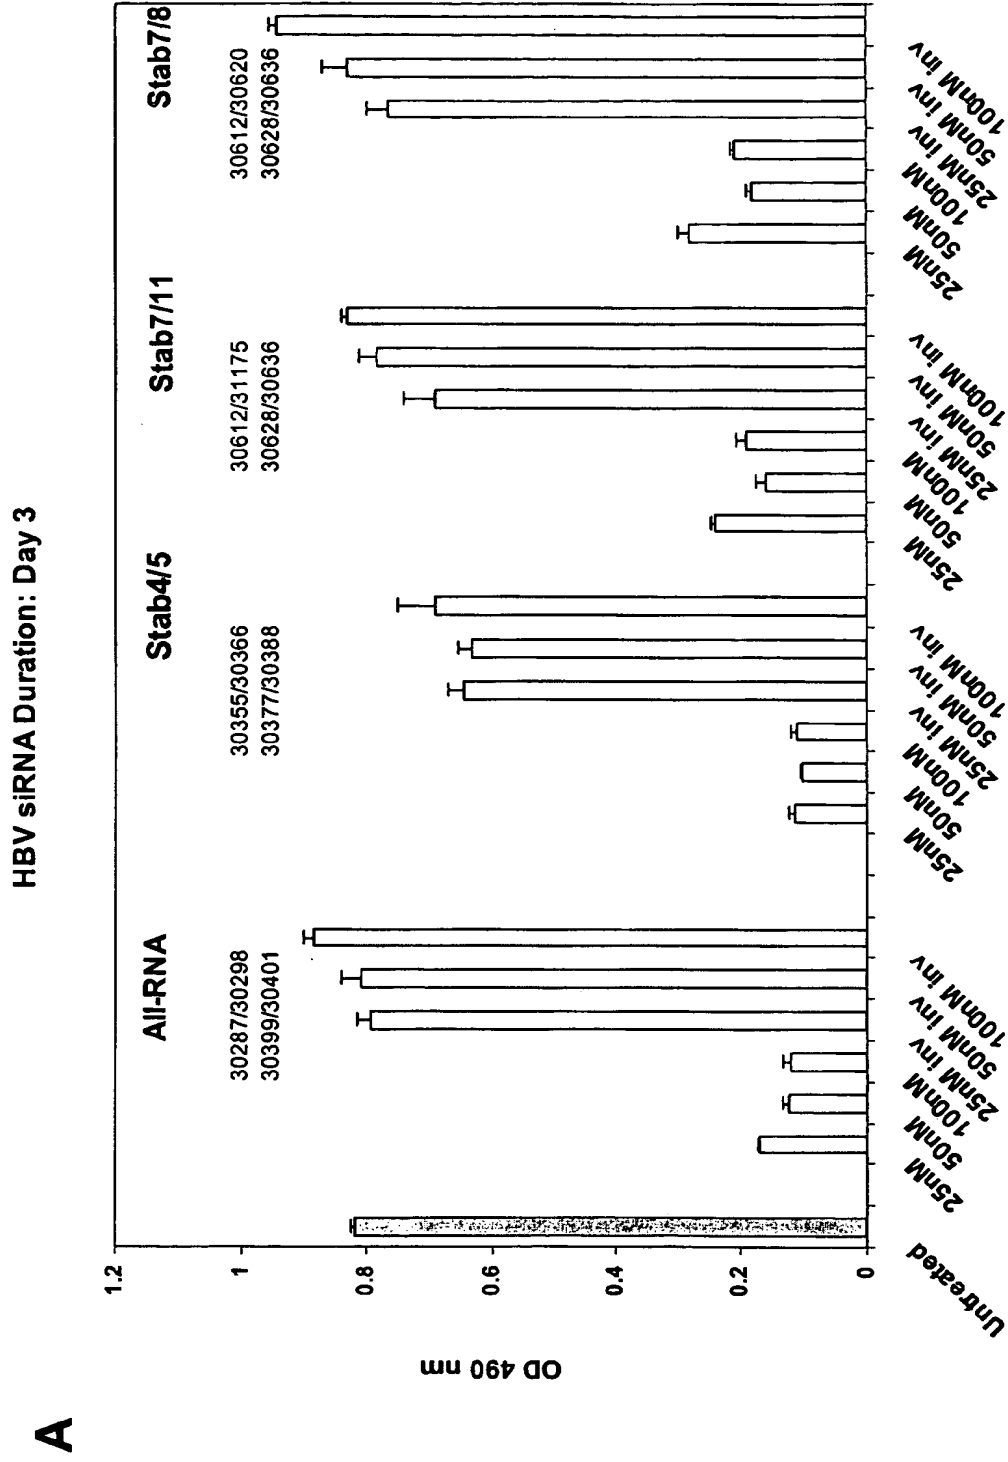 A
HBV siRNA Duration: Day 3
All-RNA
30287/30298
30399/30401
Stab4/5
30355/30366
30377/30388
Stab7/11
30612/31175
30628/30636
Stab7/8
30612/30620
30628/30636
OD 490 nm
1.2
1
0.8
0.6
0.4
0.2
0
Untreated
25nM
50nM
100nM
25nM inv
50nM inv
100nM inv
25nM
50nM
100nM
25nM inv
50nM inv
100nM inv
25nM
50nM
100nM
25nM inv
50nM inv
100nM inv
25nM
50nM
100nM
25nM inv
50nM inv
100nM inv